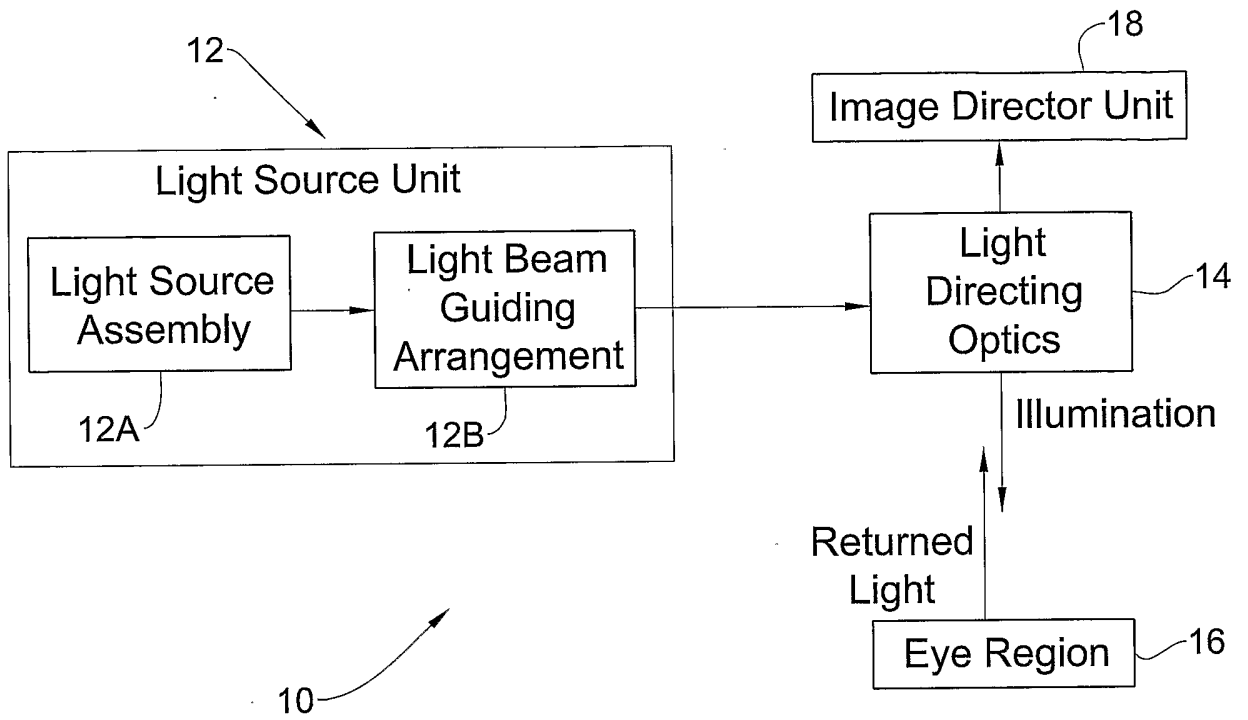 12
18
Image Director Unit
Light Source Unit
Light Source
Assembly
12A
Light Beam
Guiding
Arrangement
12B
Light
Directing
Optics
14
Illumination
Returned
Light
Eye Region
16
10